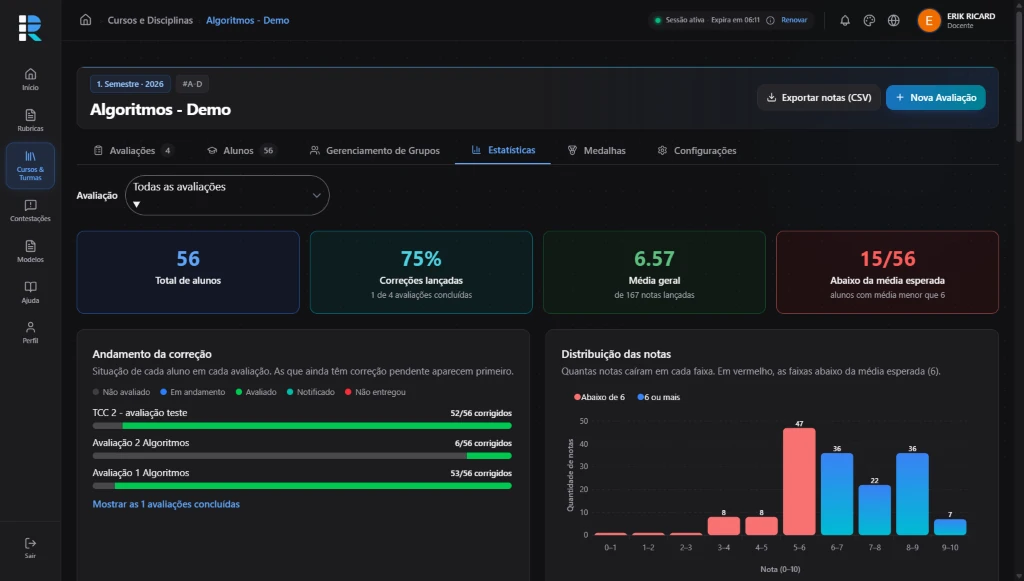 Cursos e Disciplinas
Algoritmos - Demo
Sessão ativa Expira em 06:11 Renovar
E
ERIK RICARD
Docente
Início
Rubricas
Cursos & Turmas
Contestações
Modelos
Ajuda
Perfil
Sair
1. Semestre · 2026
#A-D
Algoritmos - Demo
Exportar notas (CSV)
+ Nova Avaliação
Avaliações 4
Alunos 56
Gerenciamento de Grupos
Estatísticas
Medalhas
Configurações
Avaliação
Todas as avaliações
56
Total de alunos
75%
Correções lançadas
1 de 4 avaliações concluídas
6.57
Média geral
de 167 notas lançadas
15/56
Abaixo da média esperada
alunos com média menor que 6
Andamento da correção
Situação de cada aluno em cada avaliação. As que ainda têm correção pendente aparecem primeiro.
Não avaliado Em andamento Avaliado Notificado Não entregou
TCC 2 - avaliação teste 52/56 corrigidos
Avaliação 2 Algoritmos 6/56 corrigidos
Avaliação 1 Algoritmos 53/56 corrigidos
Mostrar as 1 avaliações concluídas
Distribuição das notas
Quantas notas caíram em cada faixa. Em vermelho, as faixas abaixo da média esperada (6).
Abaixo de 6 6 ou mais
Quantidade de notas
50
40
30
20
10
0
8 8 47 36 22 36 7
0–1 1–2 2–3 3–4 4–5 5–6 6–7 7–8 8–9 9–10
Nota (0–10)